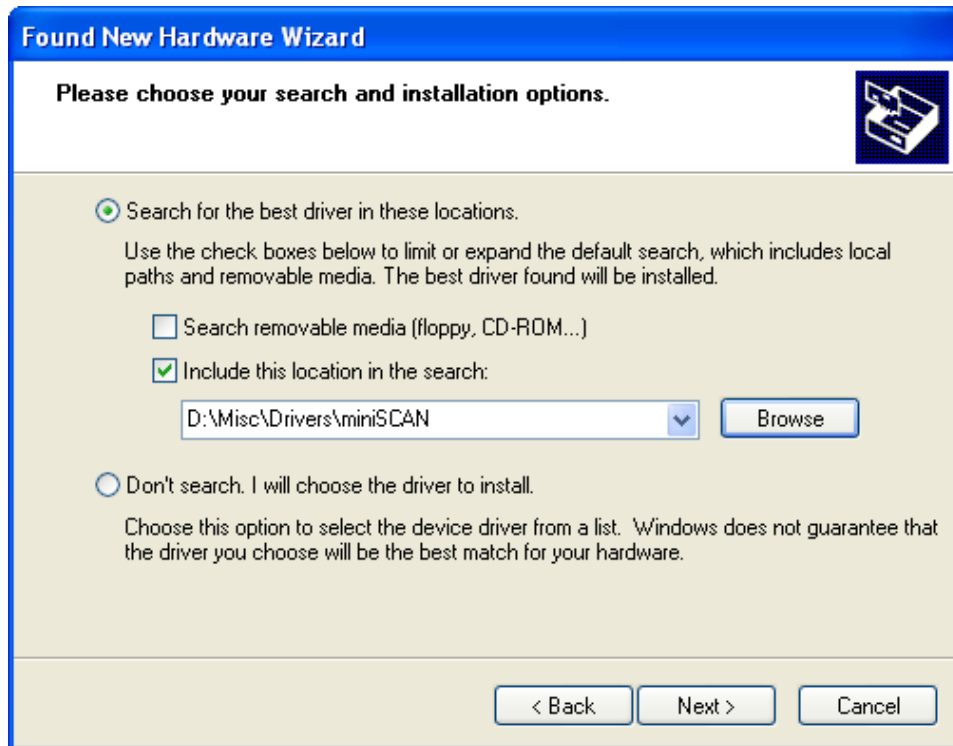 Found New Hardware Wizard
Please choose your search and installation options.
Search for the best driver in these locations.
Use the check boxes below to limit or expand the default search, which includes local
paths and removable media. The best driver found will be installed.
Search removable media (floppy, CD-ROM...)
Include this location in the search:
D:\Misc\Drivers\miniSCAN
Browse
Don't search. I will choose the driver to install.
Choose this option to select the device driver from a list.  Windows does not guarantee that
the driver you choose will be the best match for your hardware.
< Back
Next >
Cancel